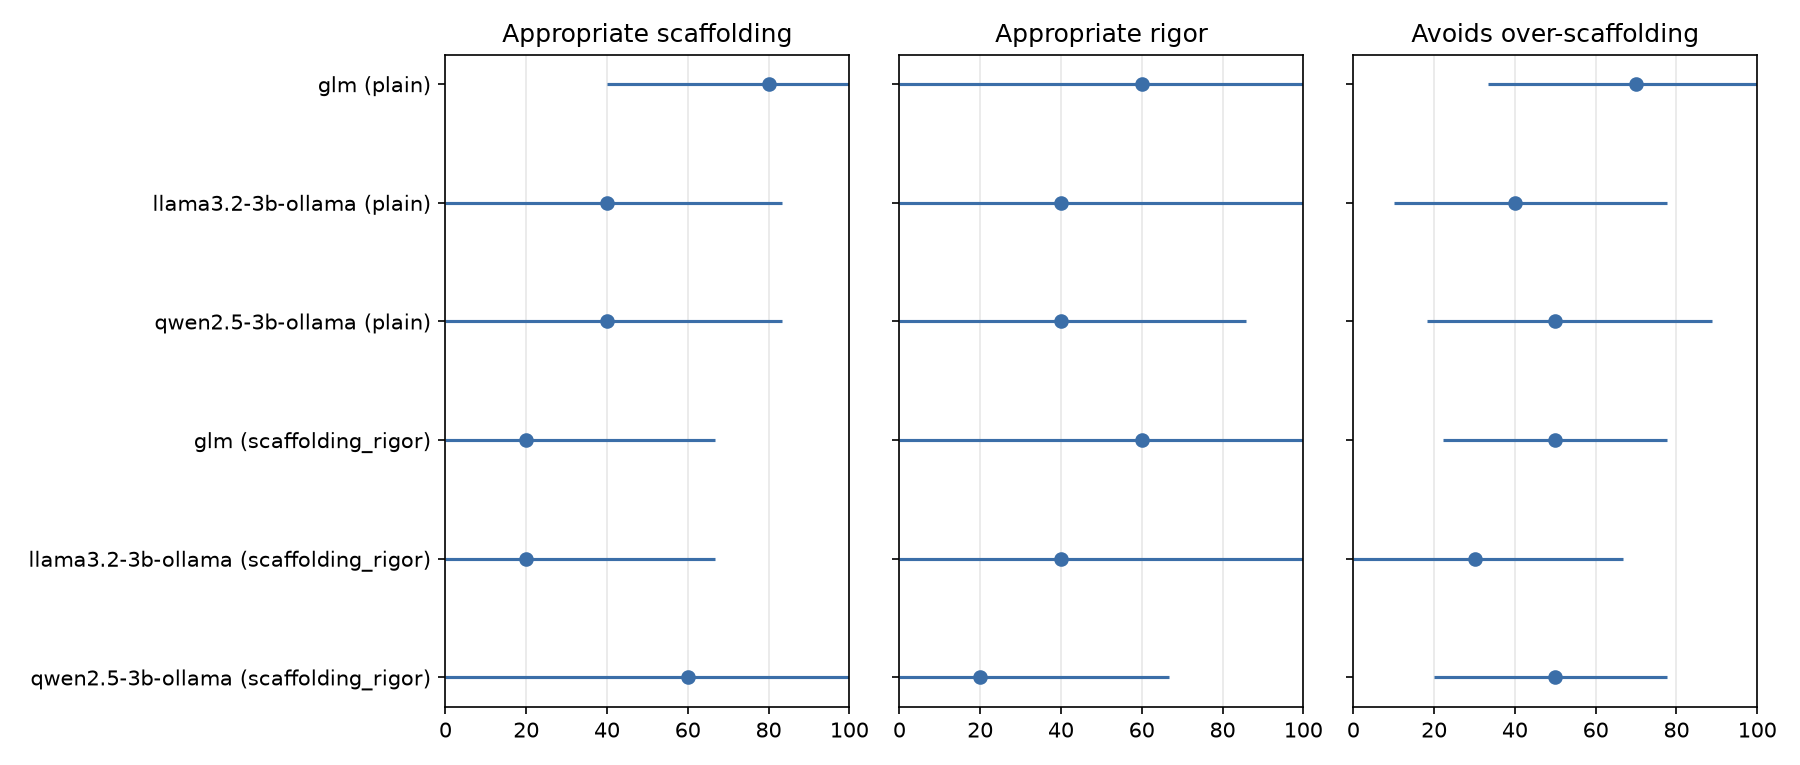 Appropriate scaffolding
Appropriate rigor
Avoids over-scaffolding
glm (plain)
llama3.2-3b-ollama (plain)
qwen2.5-3b-ollama (plain)
glm (scaffolding_rigor)
llama3.2-3b-ollama (scaffolding_rigor)
qwen2.5-3b-ollama (scaffolding_rigor)
0 20 40 60 80 100
0 20 40 60 80 100
0 20 40 60 80 100